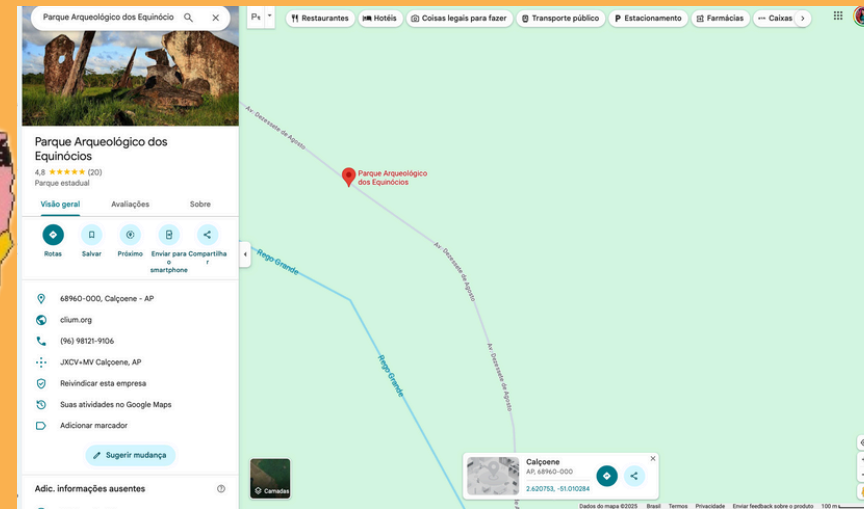 Parque Arqueológico dos Equinócio
Parque Arqueológico dos
Equinócios
4,8 ★★★★★ (20)
Parque estadual
Visão geral
Avaliações
Sobre
Rotas
Salvar
Próximo
Enviar para
o
smartphone
Compartilha
r
68960-000, Calçoene - AP
clium.org
(96) 98121-9106
JXCV+MV Calçoene, AP
Reivindicar esta empresa
Suas atividades no Google Maps
Adicionar marcador
Sugerir mudança
Adic. informações ausentes
Restaurantes
Hotéis
Coisas legais para fazer
Transporte público
Estacionamento
Farmácias
Caixas
Av. Dezessete de Agosto
Parque Arqueológico
dos Equinócios
Av. Dezessete de Agosto
Rego Grande
Av. Dezessete de Agosto
Rego Grande
Camadas
Calçoene
AP, 68960-000
2.620753, -51.010284
Dados do mapa ©2025
Brasil
Termos
Privacidade
Enviar feedback sobre o produto
100 m